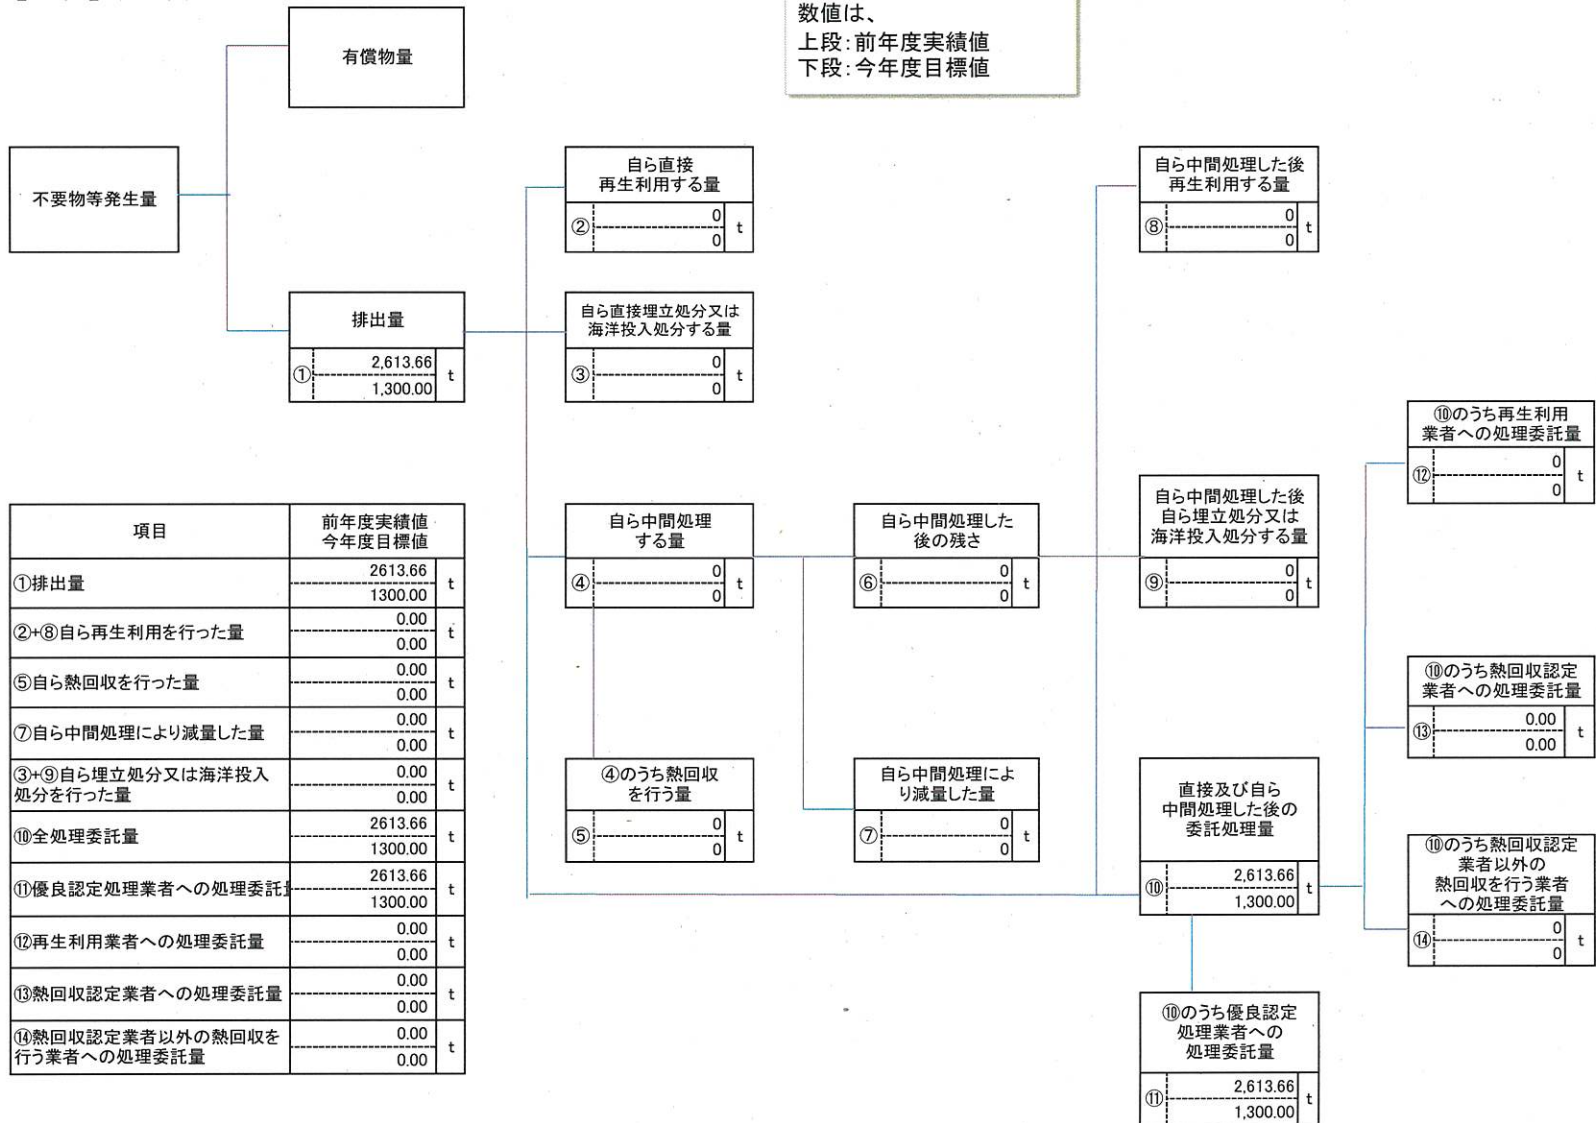 数値は、
上段：前年度実績値
下段：今年度目標値
有償物量
不要物等発生量
排出量
①
2,613.66
1,300.00
t
自ら直接
再生利用する量
②
0
0
t
自ら直接埋立処分又は
海洋投入処分する量
③
0
0
t
自ら中間処理した後
再生利用する量
⑧
0
0
t
自ら中間処理
する量
④
0
0
t
自ら中間処理した
後の残さ
⑥
0
0
t
自ら中間処理した後
自ら埋立処分又は
海洋投入処分する量
⑨
0
0
t
④のうち熱回収
を行う量
⑤
0
0
t
自ら中間処理によ
り減量した量
⑦
0
0
t
直接及び自ら
中間処理した後の
委託処理量
⑩
2,613.66
1,300.00
t
⑩のうち優良認定
処理業者への
処理委託量
⑪
2,613.66
1,300.00
t
⑩のうち再生利用
業者への処理委託量
⑫
0
0
t
⑩のうち熱回収認定
業者への処理委託量
⑬
0.00
0.00
t
⑩のうち熱回収認定
業者以外の
熱回収を行う業者
への処理委託量
⑭
0
0
t
項目
前年度実績値
今年度目標値
①排出量
2613.66
1300.00
t
②+⑧自ら再生利用を行った量
0.00
0.00
t
⑤自ら熱回収を行った量
0.00
0.00
t
⑦自ら中間処理により減量した量
0.00
0.00
t
③+⑨自ら埋立処分又は海洋投入
処分を行った量
0.00
0.00
t
⑩全処理委託量
2613.66
1300.00
t
⑪優良認定処理業者への処理委託
2613.66
1300.00
t
⑫再生利用業者への処理委託量
0.00
0.00
t
⑬熱回収認定業者への処理委託量
0.00
0.00
t
⑭熱回収認定業者以外の熱回収を
行う業者への処理委託量
0.00
0.00
t